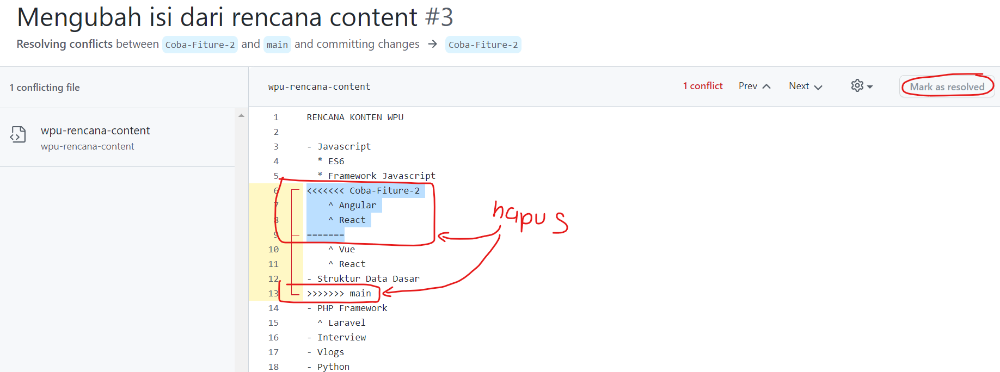 Mengubah isi dari rencana content #3
Resolving conflicts between Coba-Fiture-2 and main and committing changes → Coba-Fiture-2
1 conflicting file
wpu-rencana-content
wpu-rencana-content
wpu-rencana-content
1 conflict
Prev
Next
Mark as resolved
1 RENCANA KONTEN WPU
2
3 - Javascript
4   * ES6
5   * Framework Javascript
6 <<<<<<< Coba-Fiture-2
7     ^ Angular
8     ^ React
9 =======
10     ^ Vue
11     ^ React
12 - Struktur Data Dasar
13 >>>>>>> main
14 - PHP Framework
15   ^ Laravel
16 - Interview
17 - Vlogs
18 - Python
hapus